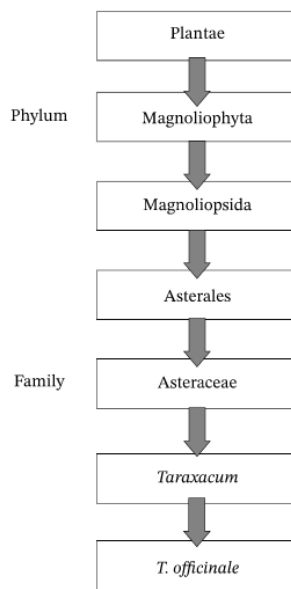 Plantae
Phylum Magnoliophyta
Magnoliopsida
Asterales
Family Asteraceae
Taraxacum
T. officinale